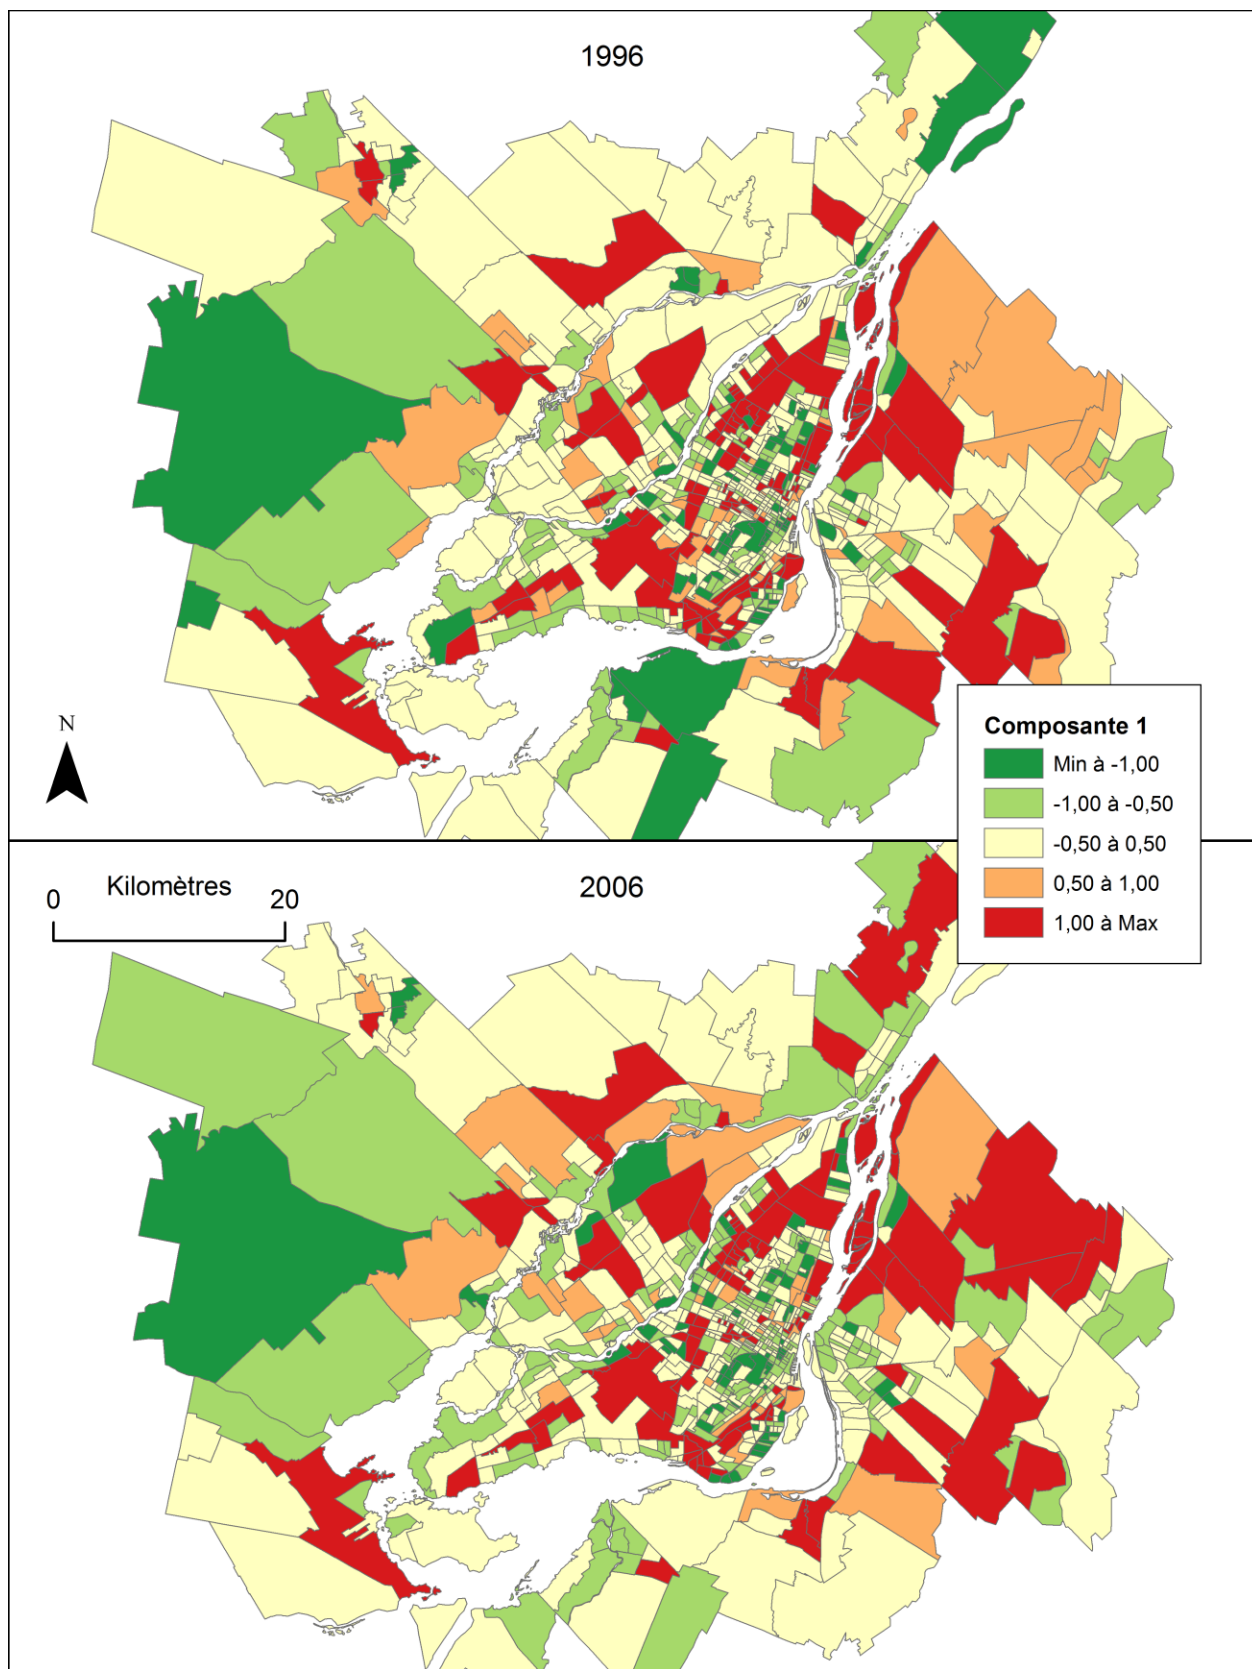 1996
N
Composante 1
Min à -1,00
-1,00 à -0,50
-0,50 à 0,50
0,50 à 1,00
1,00 à Max
0 Kilomètres 20
2006